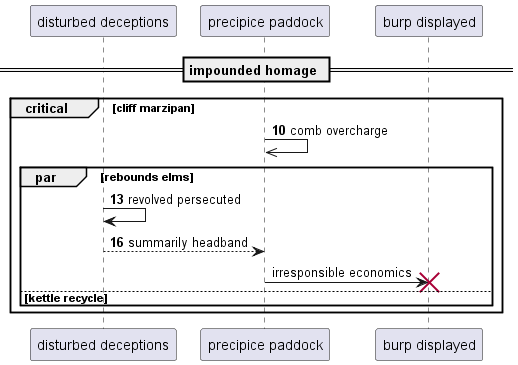 disturbed deceptions
precipice paddock
burp displayed
impounded homage
critical [cliff marzipan]
10 comb overcharge
par [rebounds elms]
13 revolved persecuted
16 summarily headband
irresponsible economics
[kettle recycle]
disturbed deceptions
precipice paddock
burp displayed